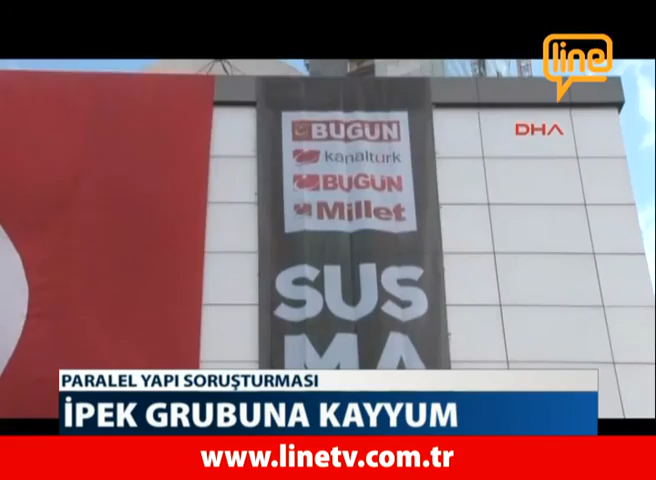 line
DHA
BUGÜN
kanaltürk
BUGÜN
Millet
SUS
MA
PARALEL YAPI SORUŞTURMASI
İPEK GRUBUNA KAYYUM
www.linetv.com.tr